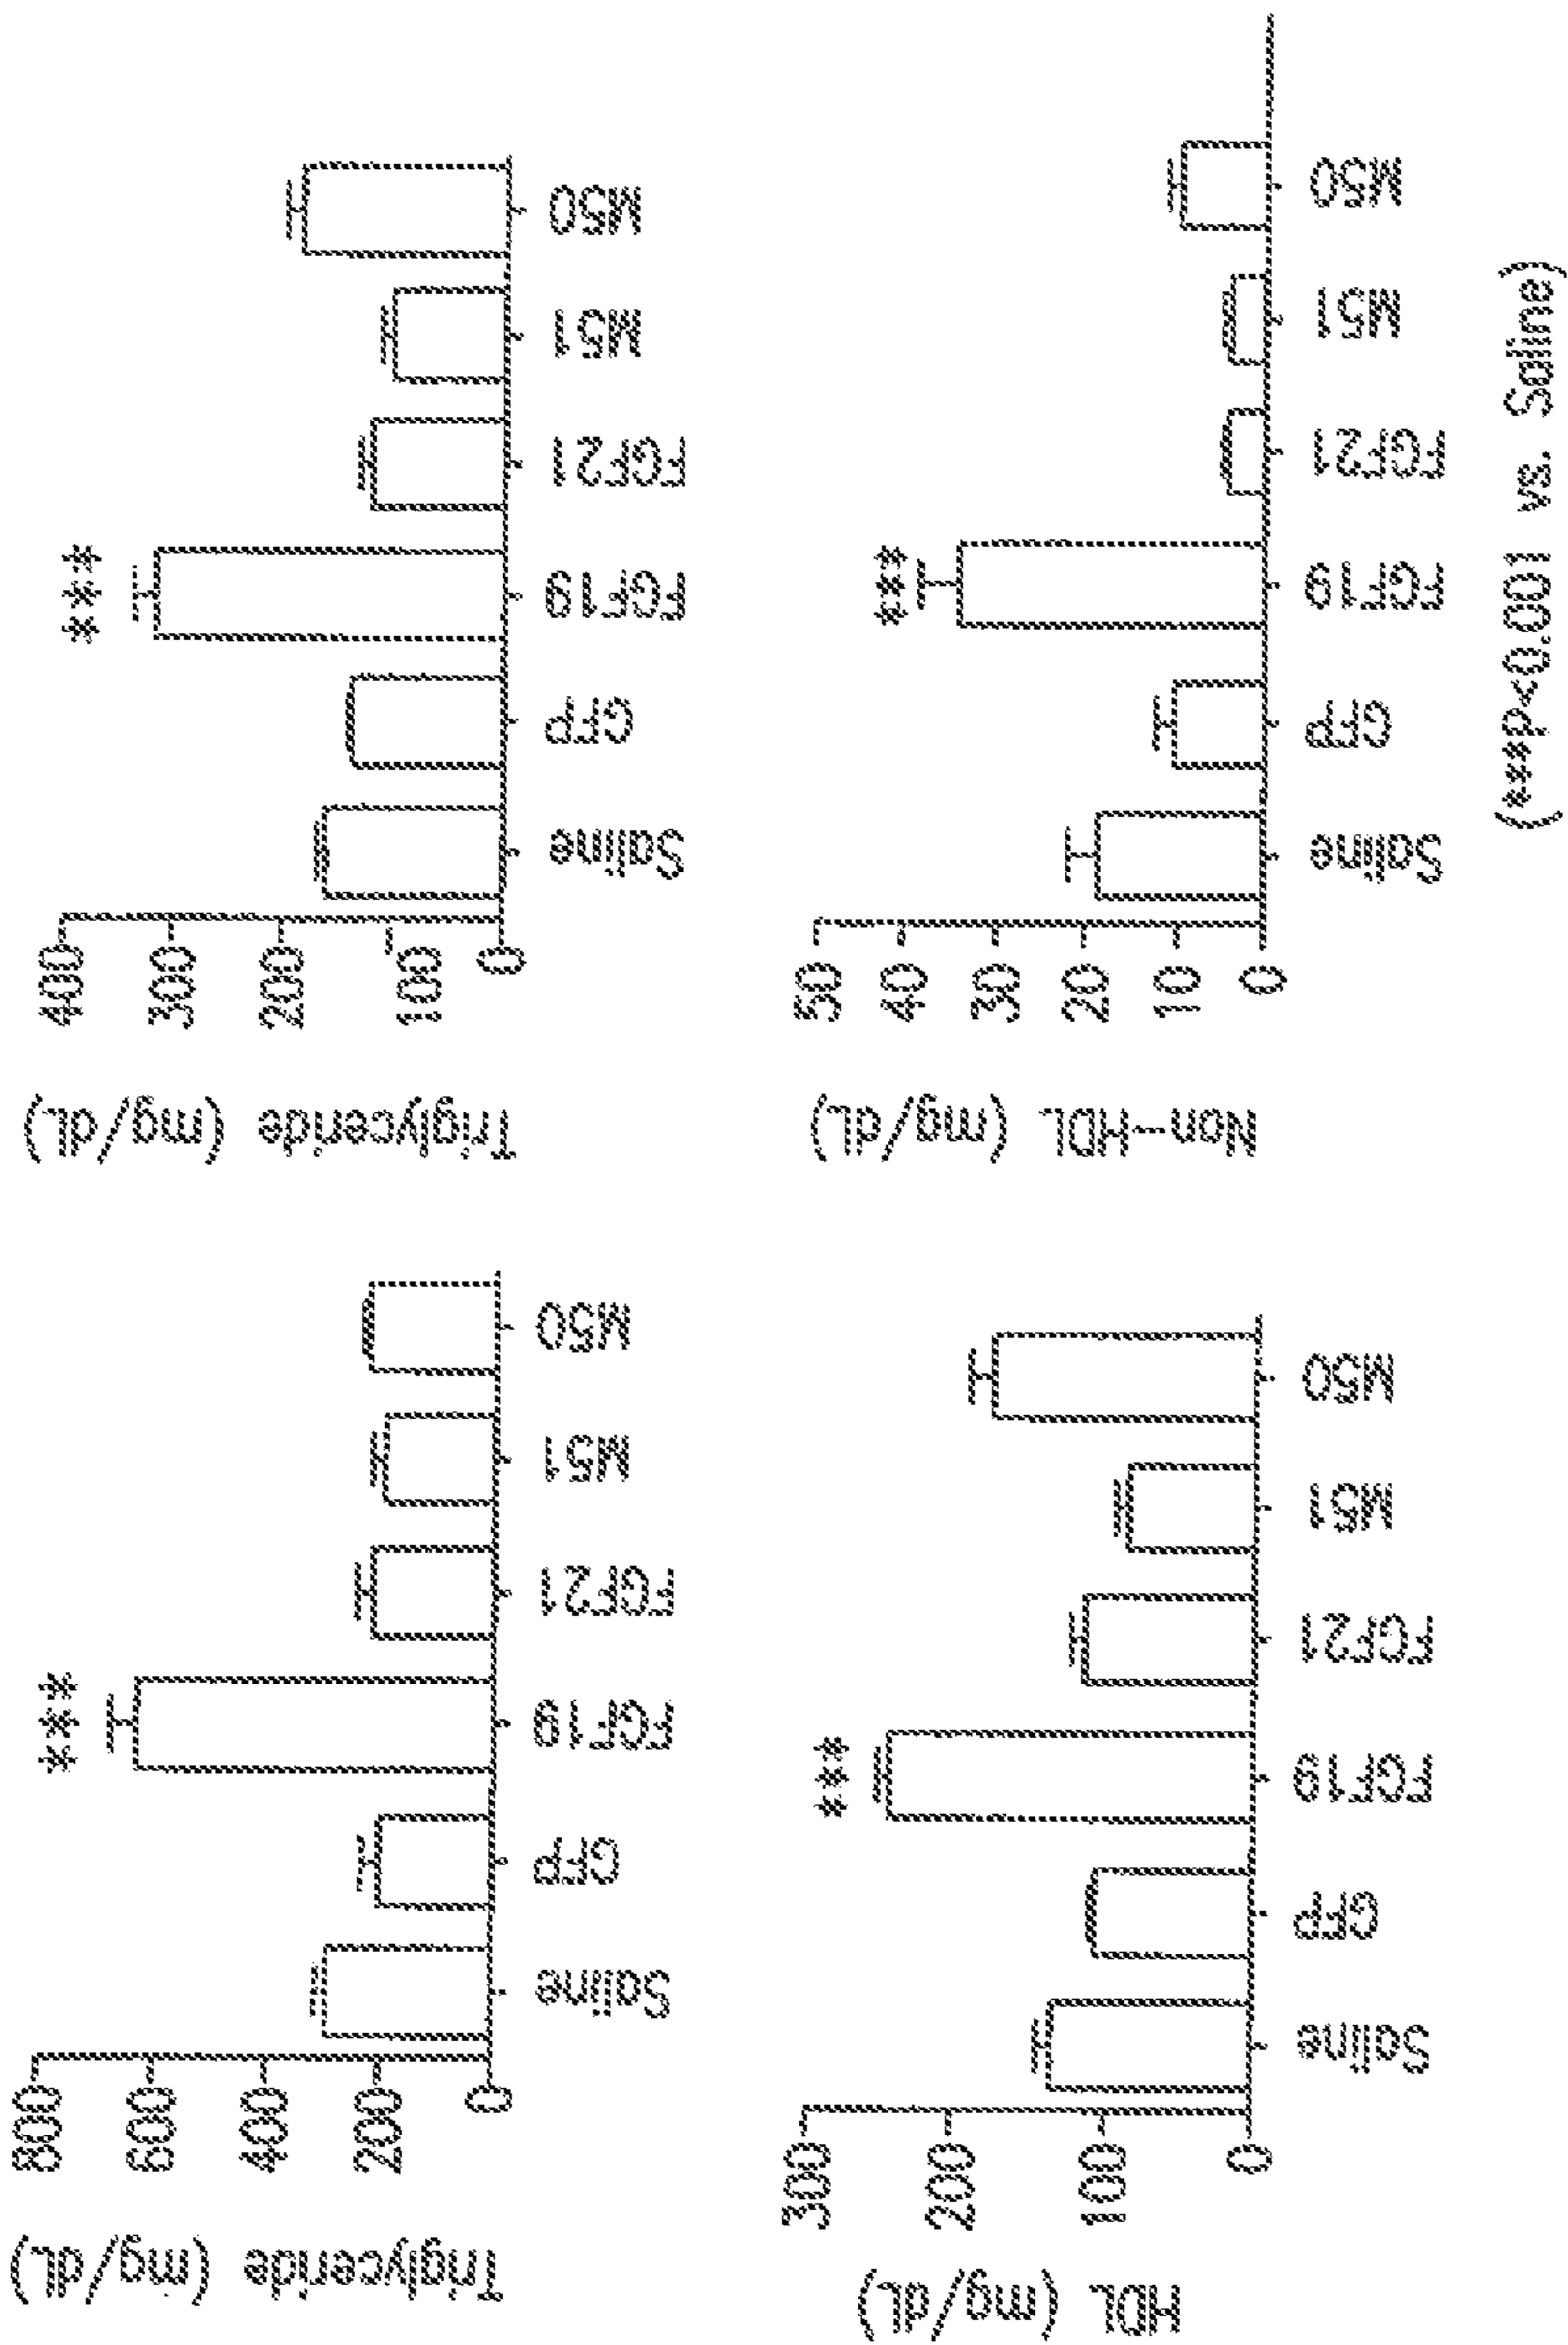 Triglyceride (mg/dL)
800
600
400
200
0
***
Saline
GFP
FGF19
FGF21
M51
M50
Triglyceride (mg/dL)
400
300
200
100
0
***
Saline
GFP
FGF19
FGF21
M51
M50
HDL (mg/dL)
300
200
100
0
***
Saline
GFP
FGF19
FGF21
M51
M50
Non-HDL (mg/dL)
50
40
30
20
10
0
***
Saline
GFP
FGF19
FGF21
M51
M50
(***p<0.001 vs. Saline)